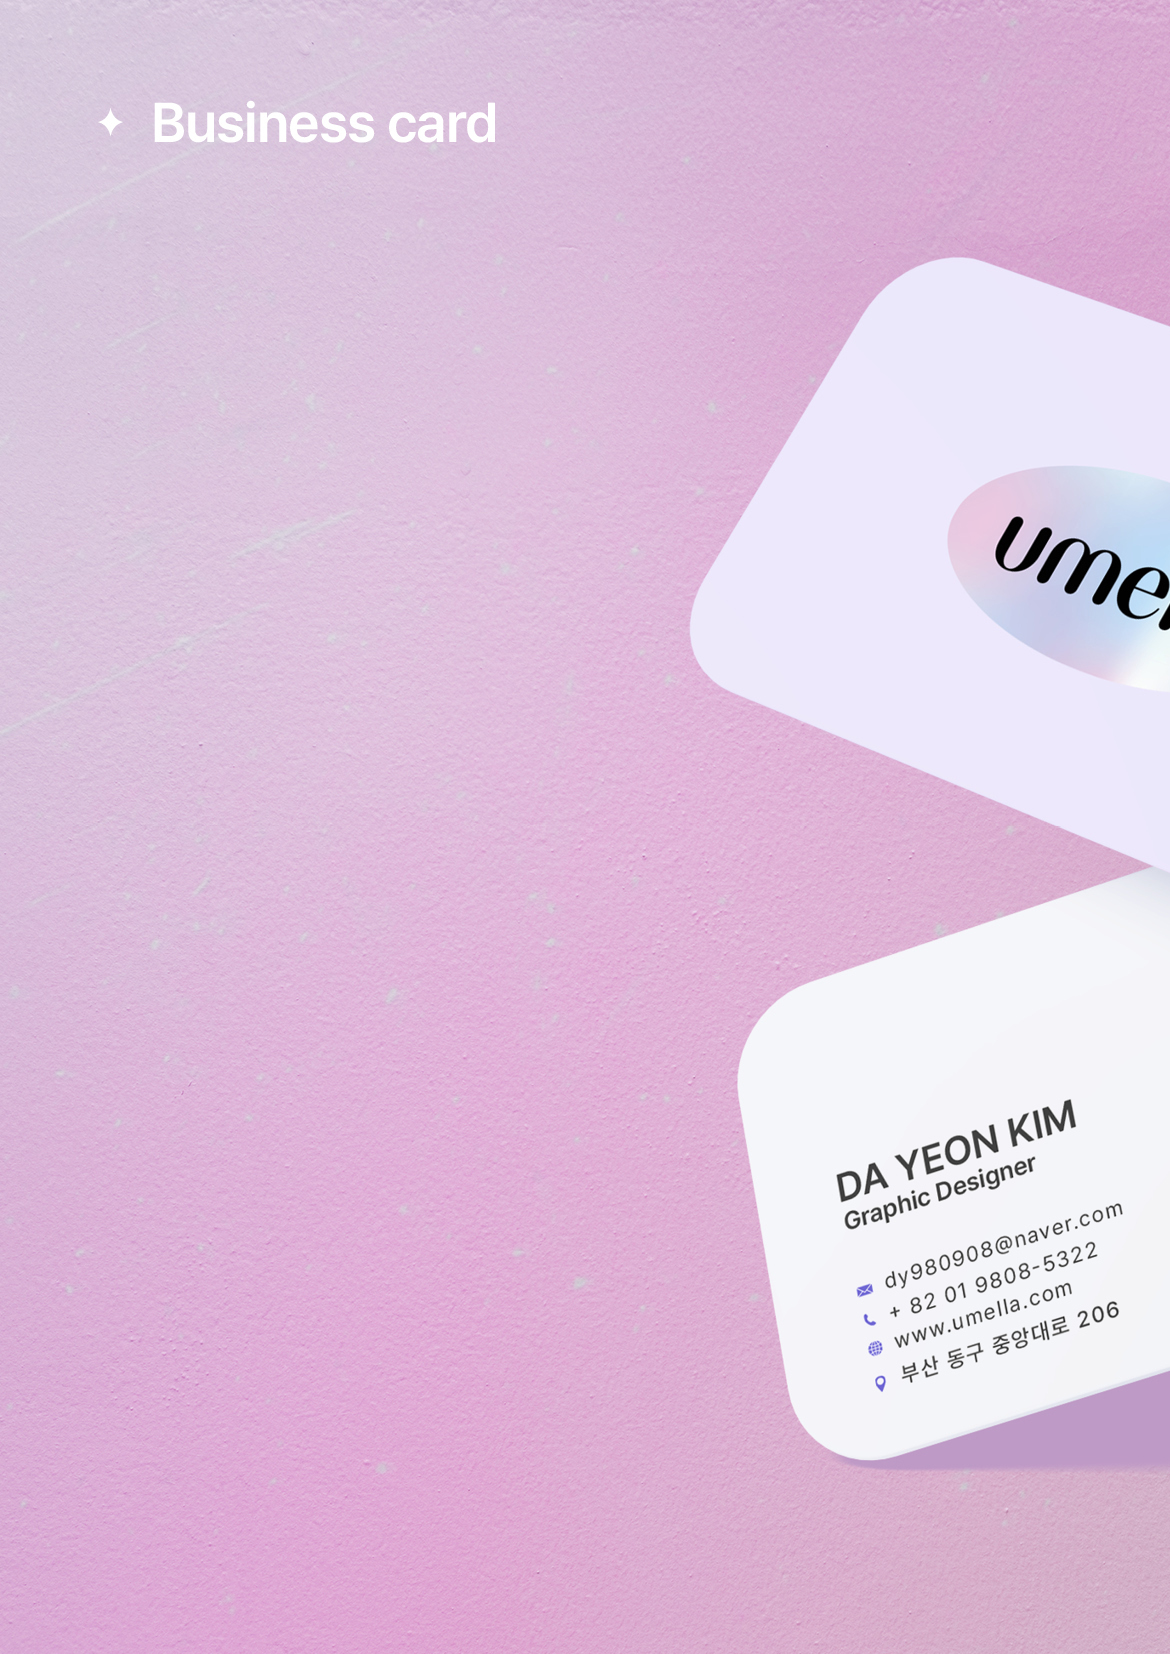 Business card
umel
DA YEON KIM
Graphic Designer
dy980908@naver.com
+ 82 01 9808-5322
www.umella.com
부산 동구 중앙대로 206